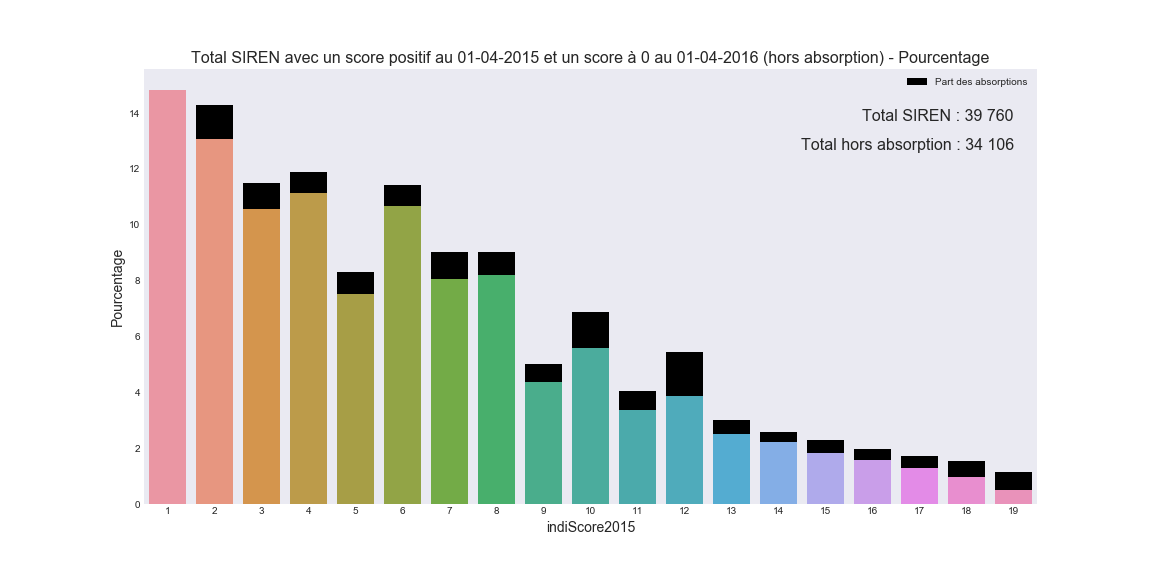 Total SIREN avec un score positif au 01-04-2015 et un score à 0 au 01-04-2016 (hors absorption) - Pourcentage
Part des absorptions
Total SIREN : 39 760
Total hors absorption : 34 106
Pourcentage
14
12
10
8
6
4
2
0
1 2 3 4 5 6 7 8 9 10 11 12 13 14 15 16 17 18 19
indiScore2015